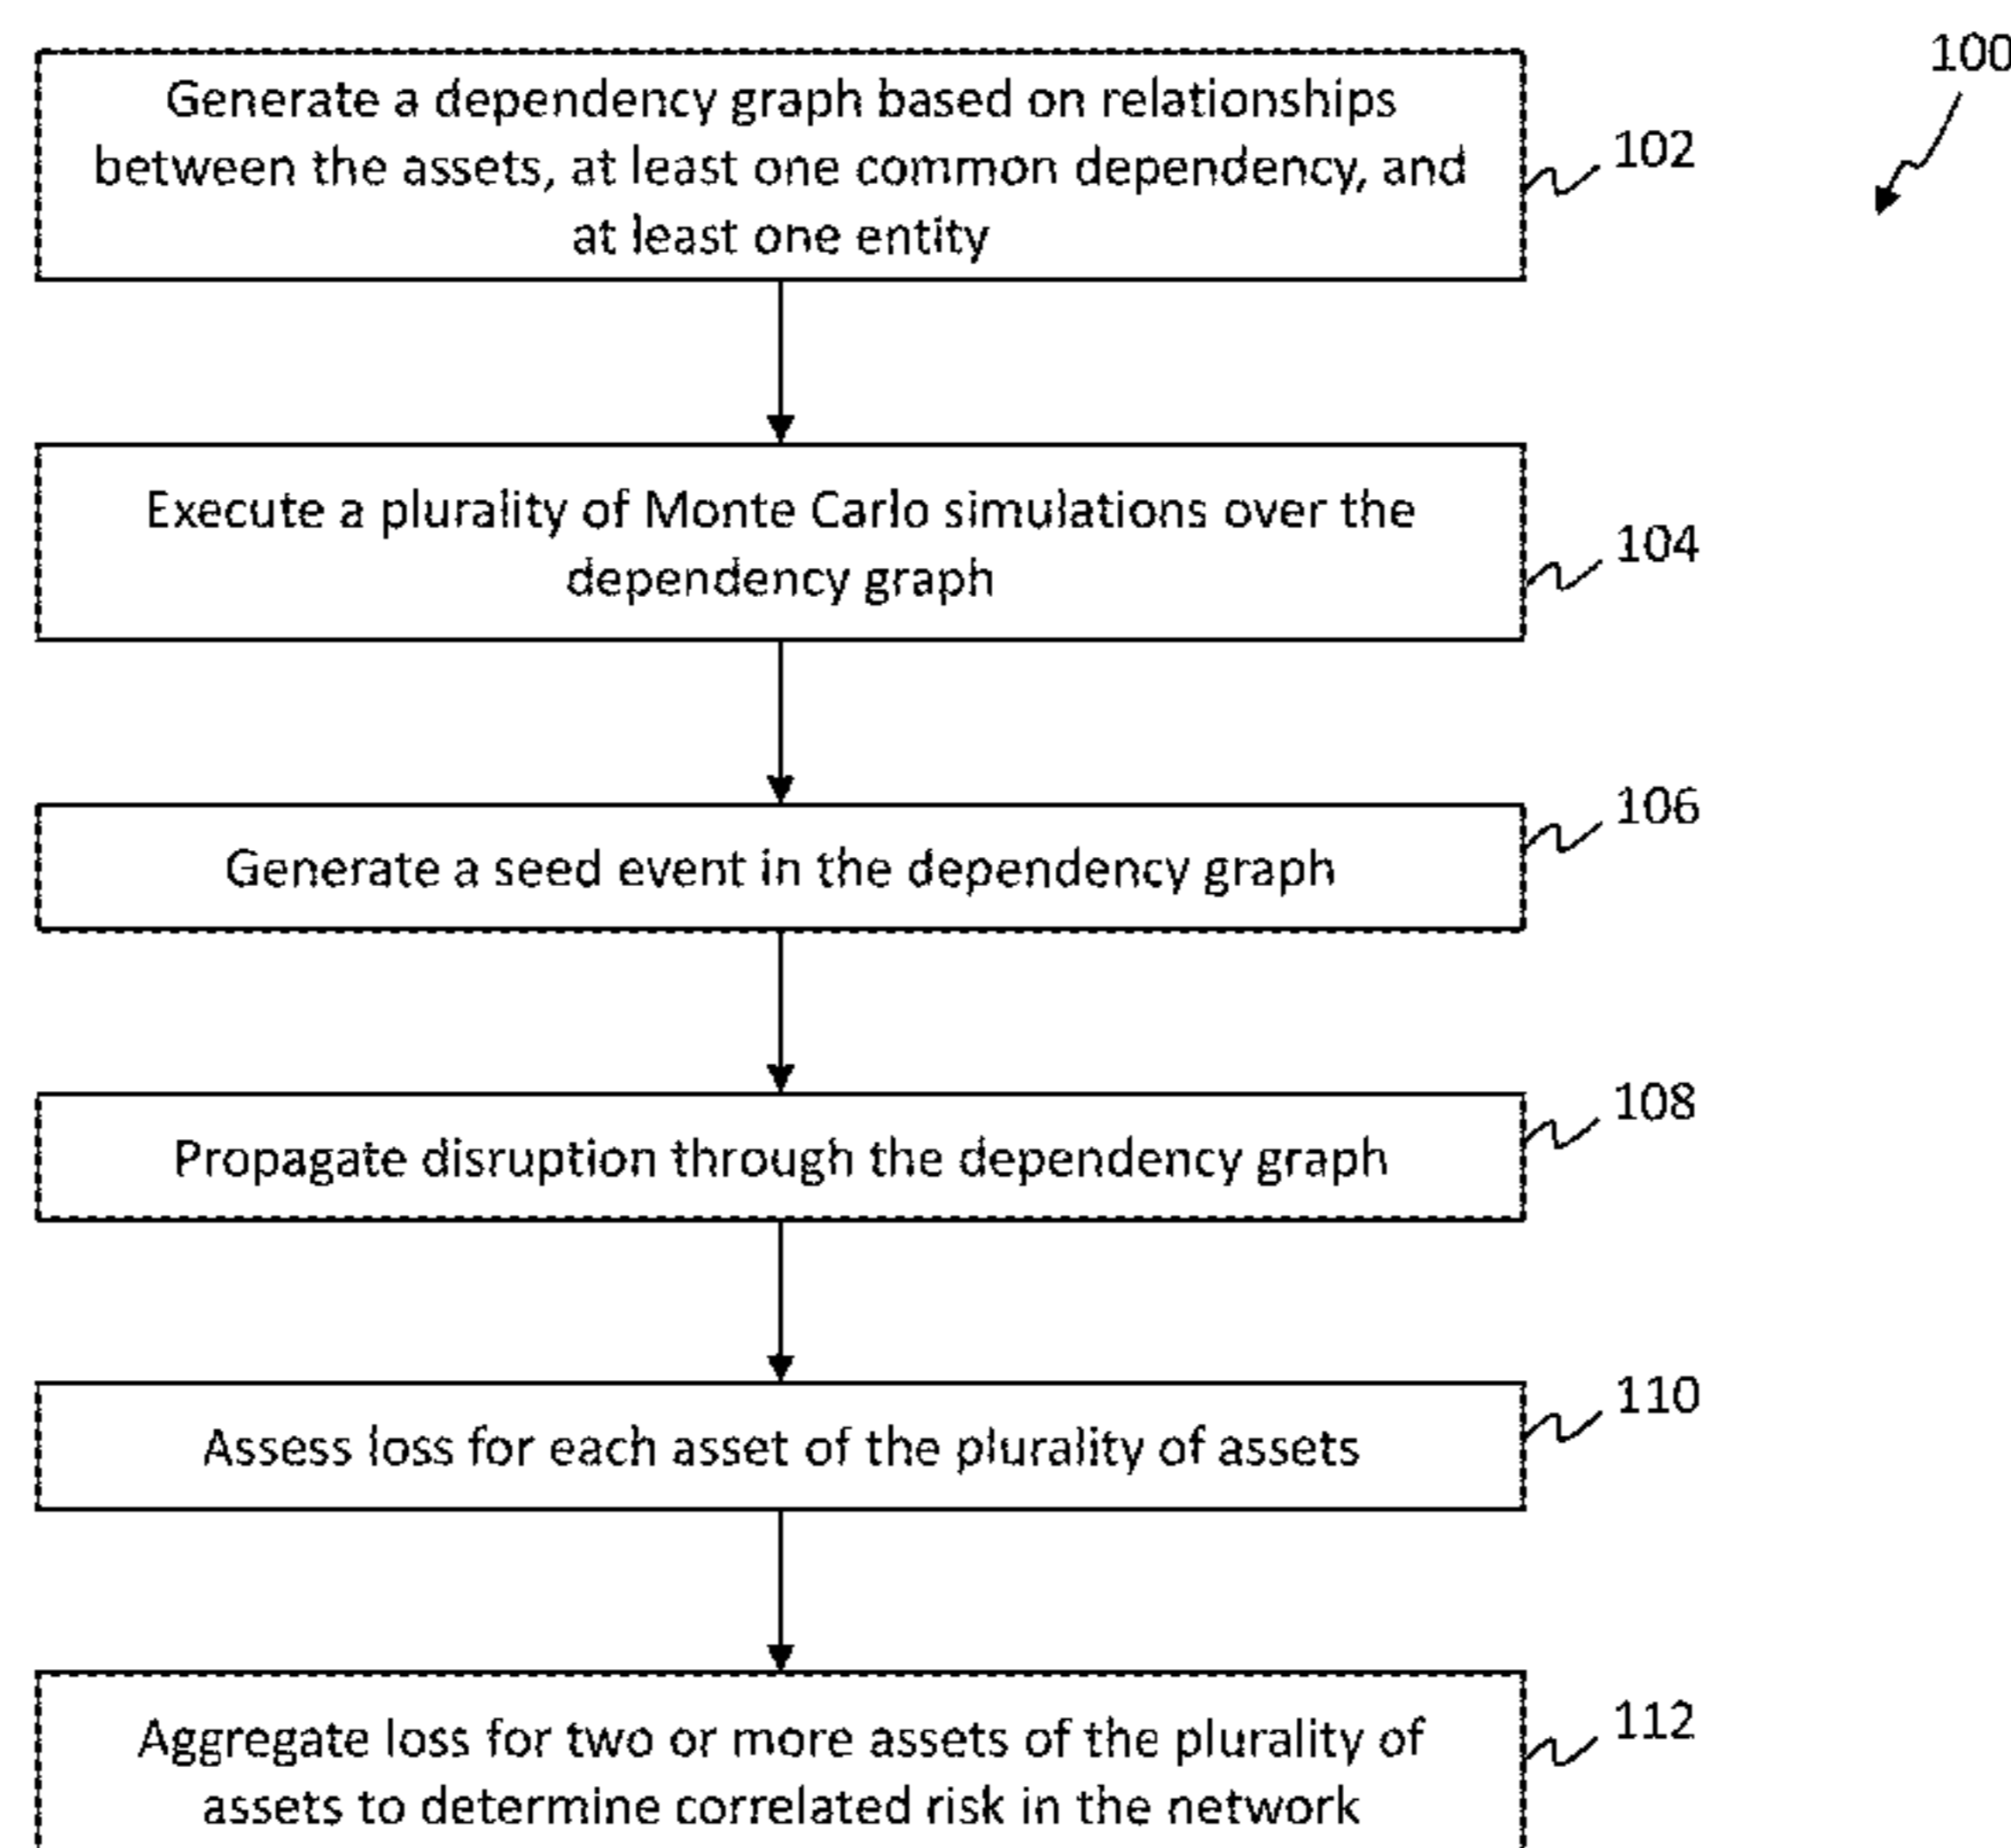 100
Generate a dependency graph based on relationships
between the assets, at least one common dependency, and
at least one entity
102
Execute a plurality of Monte Carlo simulations over the
dependency graph
104
Generate a seed event in the dependency graph
106
Propagate disruption through the dependency graph
108
Assess loss for each asset of the plurality of assets
110
Aggregate loss for two or more assets of the plurality of
assets to determine correlated risk in the network
112